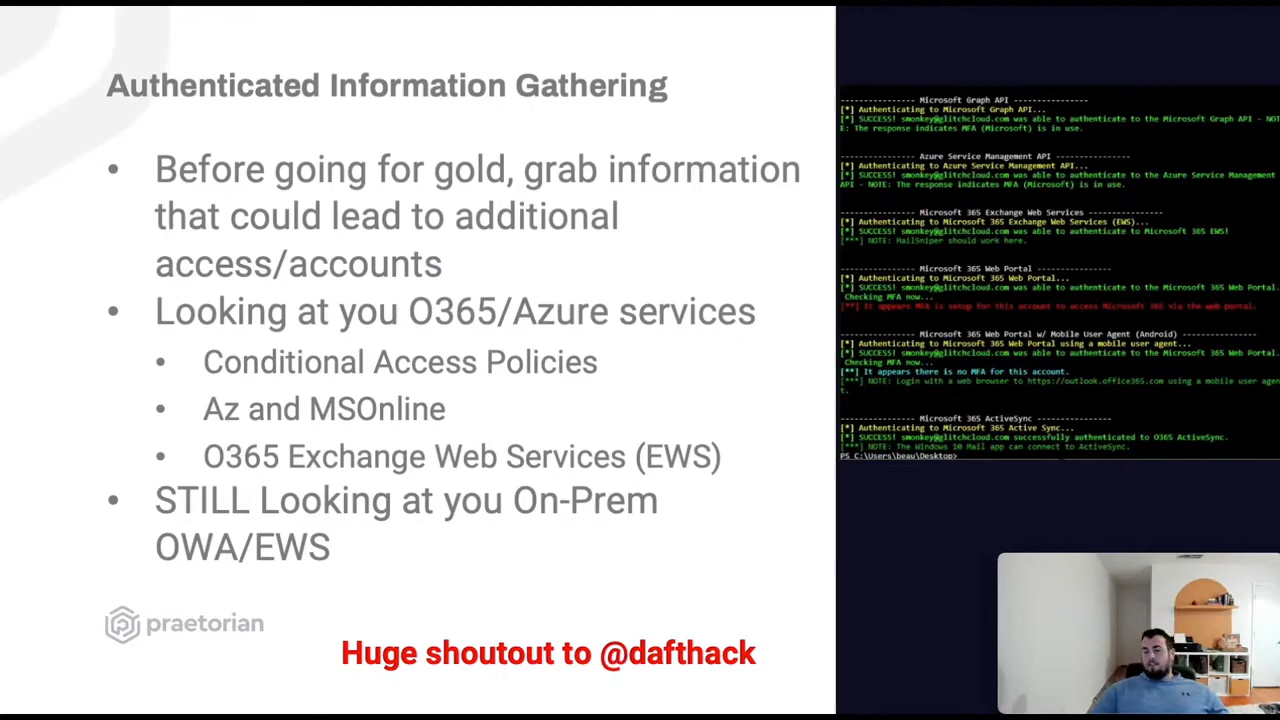 Authenticated Information Gathering
• Before going for gold, grab information
that could lead to additional
access/accounts
• Looking at you O365/Azure services
• Conditional Access Policies
• Az and MSOnline
• O365 Exchange Web Services (EWS)
• STILL Looking at you On-Prem
OWA/EWS
praetorian
Huge shoutout to @dafthack
--------------- Microsoft Graph API ---------------
[*] Authenticating to Microsoft Graph API...
[*] SUCCESS! smonkey@glitchcloud.com was able to authenticate to the Microsoft Graph API - NOT
E: The response indicates MFA (Microsoft) is in use.
--------------- Azure Service Management API ---------------
[*] Authenticating to Azure Service Management API...
[*] SUCCESS! smonkey@glitchcloud.com was able to authenticate to the Azure Service Management
API - NOTE: The response indicates MFA (Microsoft) is in use.
--------------- Microsoft 365 Exchange Web Services ---------------
[*] Authenticating to Microsoft 365 Exchange Web Services (EWS)...
[*] SUCCESS! smonkey@glitchcloud.com was able to authenticate to Microsoft 365 EWS!
[***] NOTE: MailSniper should work here.
--------------- Microsoft 365 Web Portal ---------------
[*] Authenticating to Microsoft 365 Web Portal...
[*] SUCCESS! smonkey@glitchcloud.com was able to authenticate to the Microsoft 365 Web Portal.
Checking MFA now...
[**] It appears MFA is setup for this account to access Microsoft 365 via the web portal.
--------------- Microsoft 365 Web Portal w/ Mobile User Agent (Android) ---------------
[*] Authenticating to Microsoft 365 Web Portal using a mobile user agent...
[*] SUCCESS! smonkey@glitchcloud.com was able to authenticate to the Microsoft 365 Web Portal.
Checking MFA now...
[**] It appears there is no MFA for this account.
[***] NOTE: Login with a web browser to https://outlook.office365.com using a mobile user agen
t.
--------------- Microsoft 365 ActiveSync ---------------
[*] Authenticating to Microsoft 365 Active Sync...
[*] SUCCESS! smonkey@glitchcloud.com successfully authenticated to O365 ActiveSync.
[***] NOTE: The Windows 10 Mail app can connect to ActiveSync.
PS C:\Users\beau\Desktop>